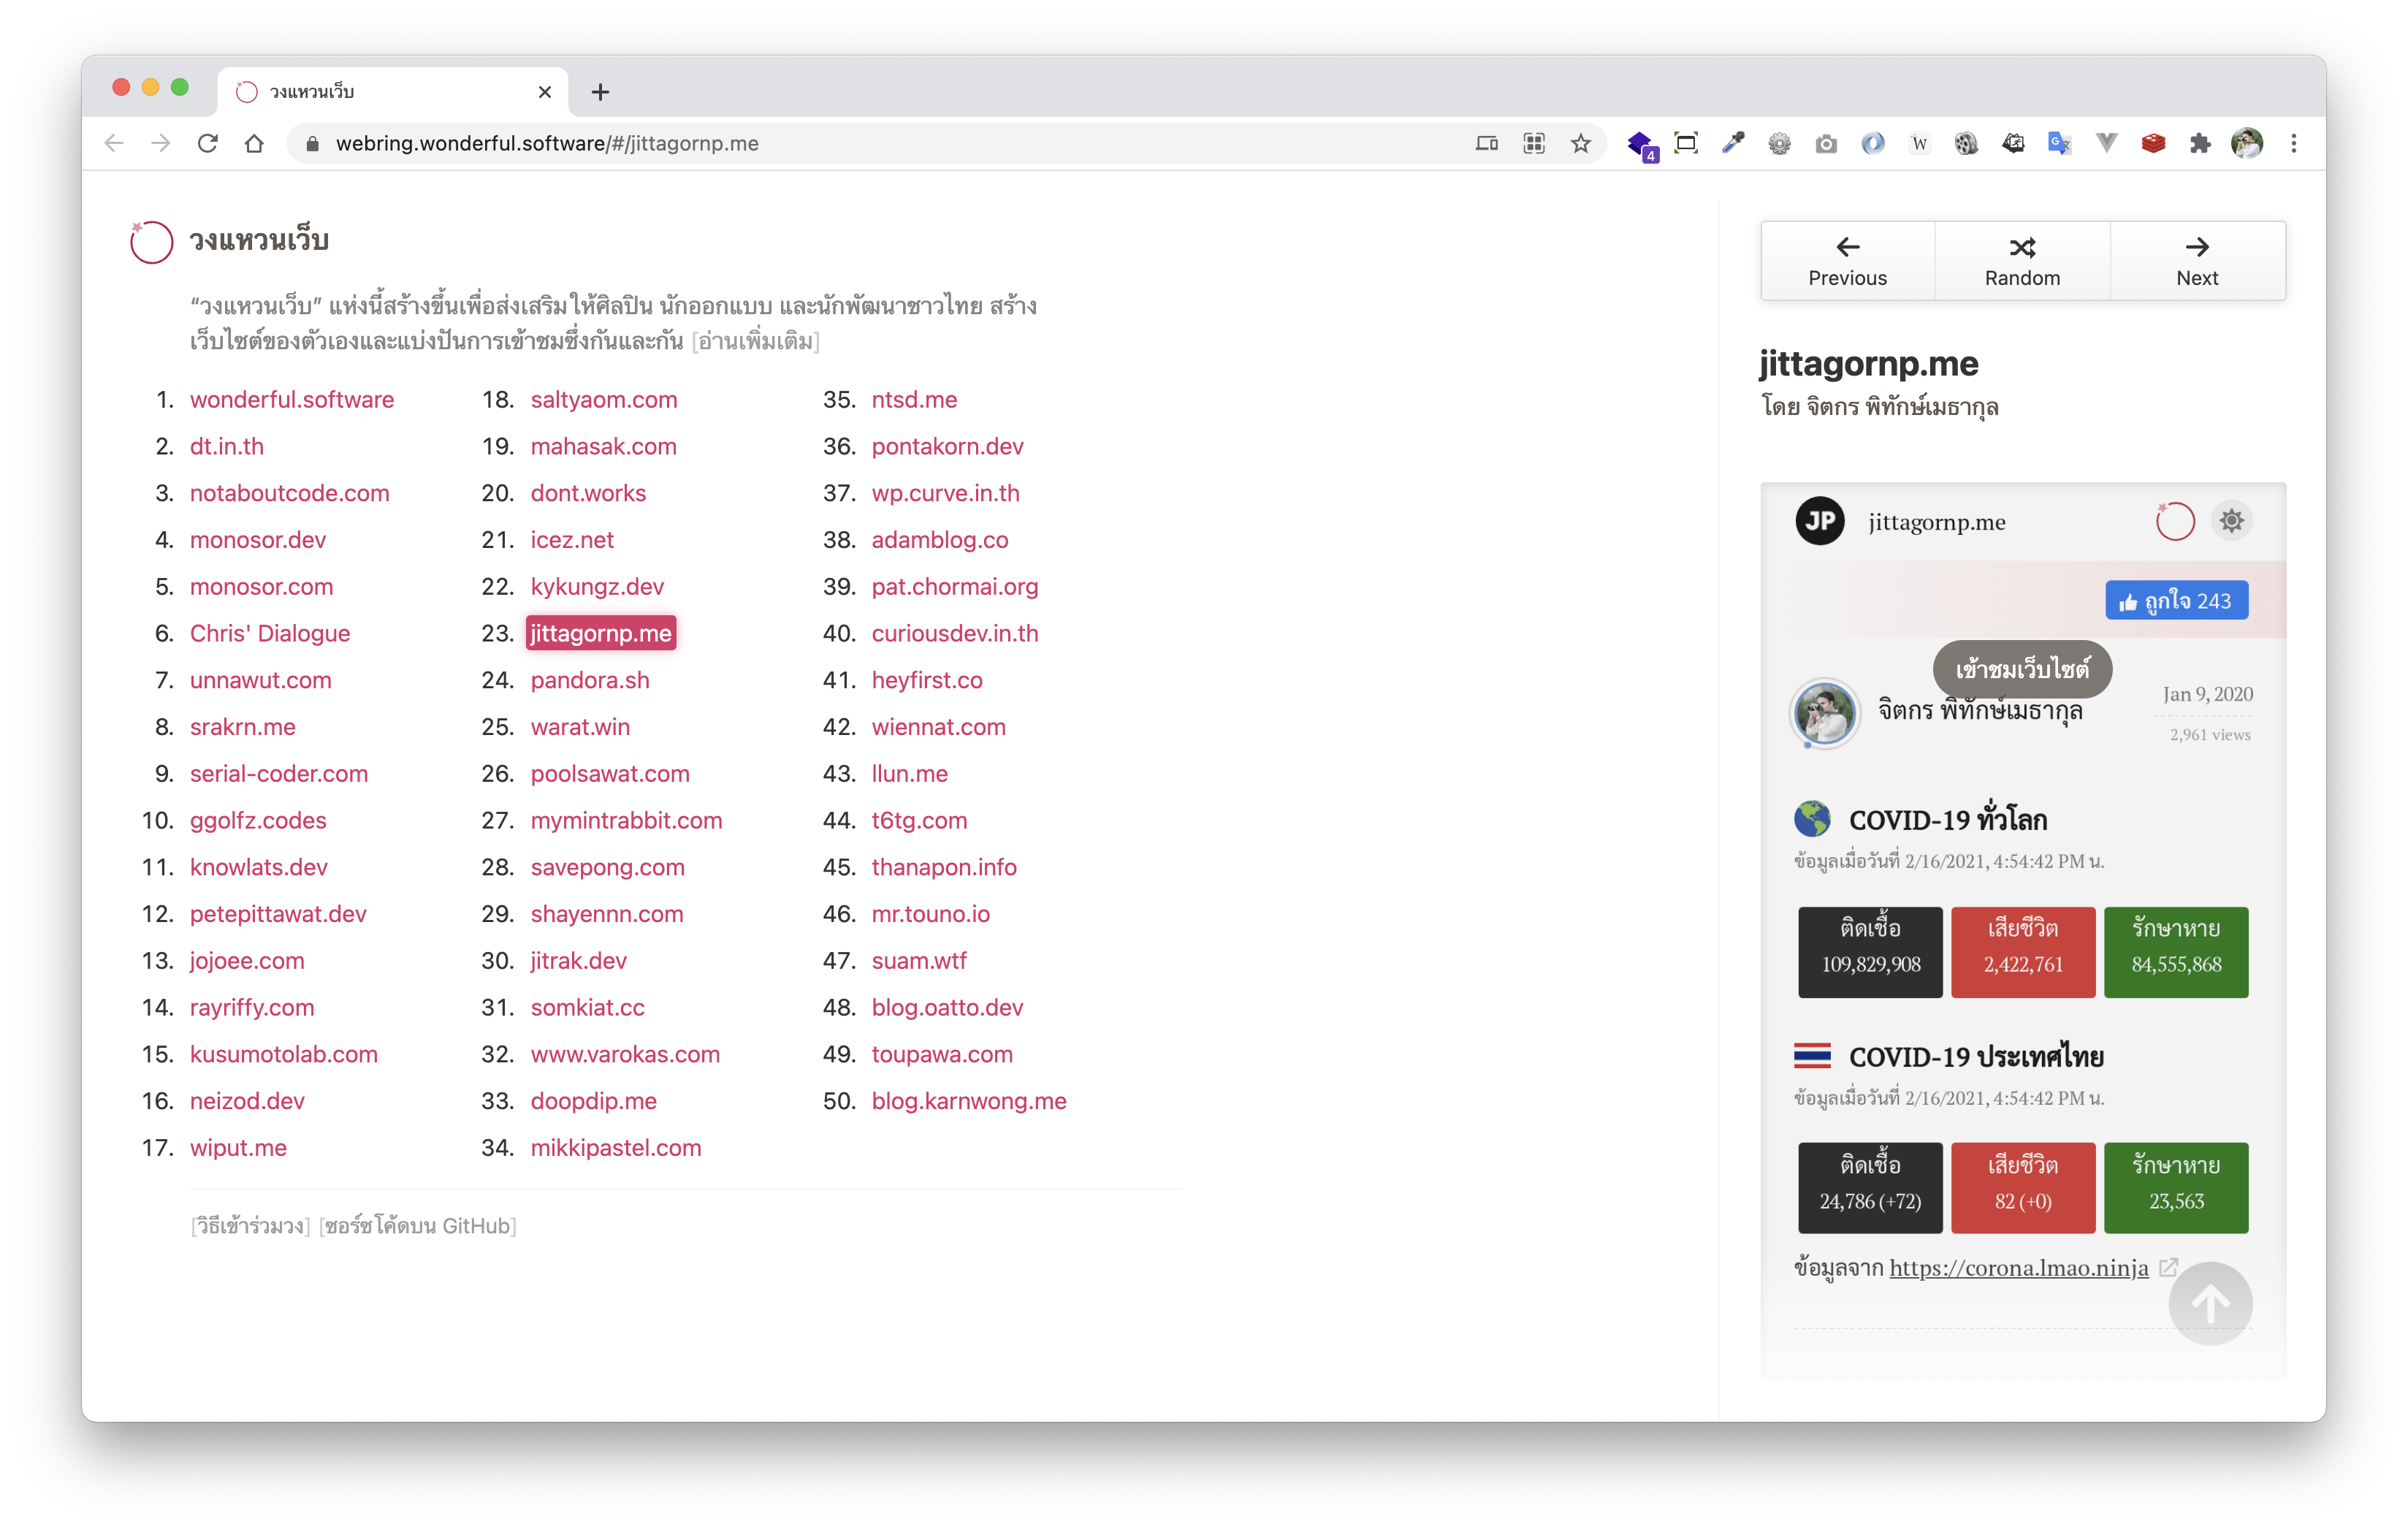 วงแหวนเว็บ
webring.wonderful.software/#/jittagornp.me
4
W
วงแหวนเว็บ
“วงแหวนเว็บ” แห่งนี้สร้างขึ้นเพื่อส่งเสริมให้ศิลปิน นักออกแบบ และนักพัฒนาชาวไทย สร้าง
เว็บไซต์ของตัวเองและแบ่งปันการเข้าชมซึ่งกันและกัน [อ่านเพิ่มเติม]
1. wonderful.software
2. dt.in.th
3. notaboutcode.com
4. monosor.dev
5. monosor.com
6. Chris' Dialogue
7. unnawut.com
8. srakrn.me
9. serial-coder.com
10. ggolfz.codes
11. knowlats.dev
12. petepittawat.dev
13. jojoee.com
14. rayriffy.com
15. kusumotolab.com
16. neizod.dev
17. wiput.me
18. saltyaom.com
19. mahasak.com
20. dont.works
21. icez.net
22. kykungz.dev
23. jittagornp.me
24. pandora.sh
25. warat.win
26. poolsawat.com
27. mymintrabbit.com
28. savepong.com
29. shayennn.com
30. jitrak.dev
31. somkiat.cc
32. www.varokas.com
33. doopdip.me
34. mikkipastel.com
35. ntsd.me
36. pontakorn.dev
37. wp.curve.in.th
38. adamblog.co
39. pat.chormai.org
40. curiousdev.in.th
41. heyfirst.co
42. wiennat.com
43. llun.me
44. t6tg.com
45. thanapon.info
46. mr.touno.io
47. suam.wtf
48. blog.oatto.dev
49. toupawa.com
50. blog.karnwong.me
[วิธีเข้าร่วมวง] [ซอร์ซโค้ดบน GitHub]
Previous
Random
Next
jittagornp.me
โดย จิตกร พิทักษ์เมธากุล
JP jittagornp.me
ถูกใจ 243
เข้าชมเว็บไซต์
จิตกร พิทักษ์เมธากุล
Jan 9, 2020
2,961 views
COVID-19 ทั่วโลก
ข้อมูลเมื่อวันที่ 2/16/2021, 4:54:42 PM น.
ติดเชื้อ
109,829,908
เสียชีวิต
2,422,761
รักษาหาย
84,555,868
COVID-19 ประเทศไทย
ข้อมูลเมื่อวันที่ 2/16/2021, 4:54:42 PM น.
ติดเชื้อ
24,786 (+72)
เสียชีวิต
82 (+0)
รักษาหาย
23,563
ข้อมูลจาก https://corona.lmao.ninja